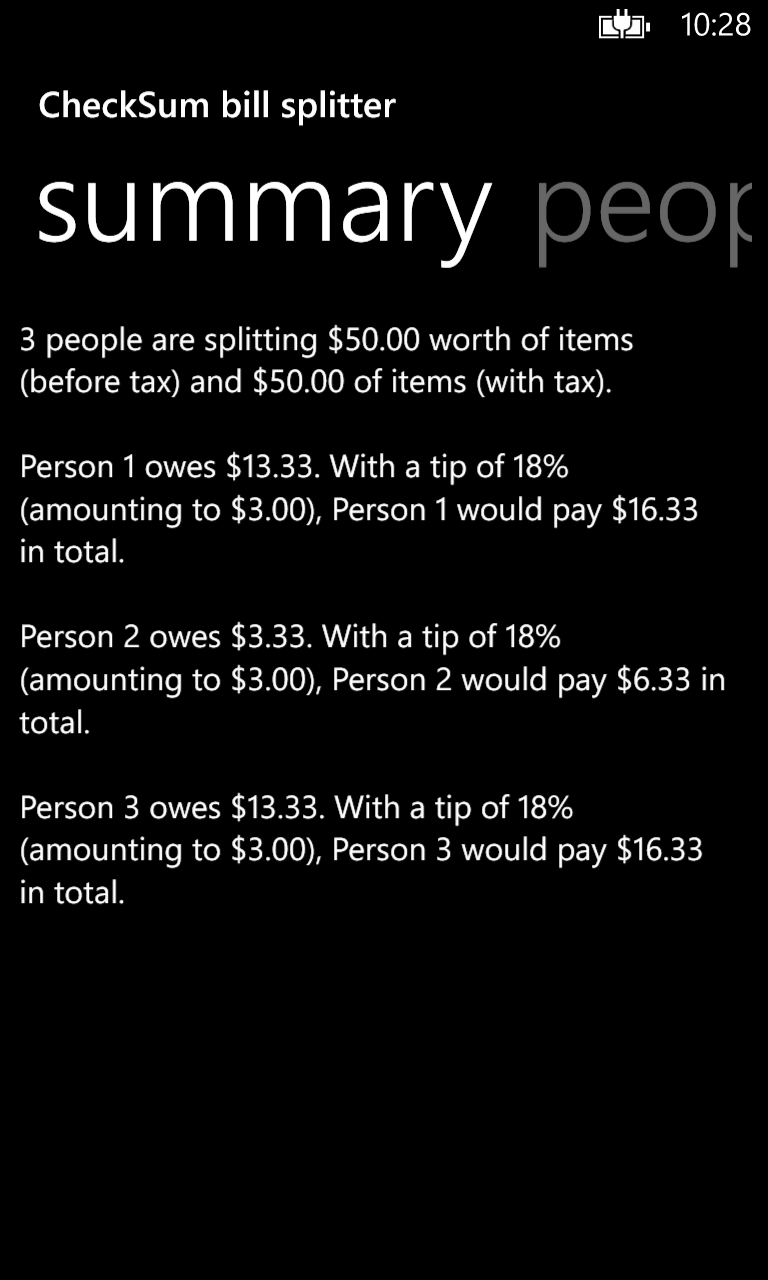 10:28
CheckSum bill splitter
summary peop
3 people are splitting $50.00 worth of items
(before tax) and $50.00 of items (with tax).
Person 1 owes $13.33. With a tip of 18%
(amounting to $3.00), Person 1 would pay $16.33
in total.
Person 2 owes $3.33. With a tip of 18%
(amounting to $3.00), Person 2 would pay $6.33 in
total.
Person 3 owes $13.33. With a tip of 18%
(amounting to $3.00), Person 3 would pay $16.33
in total.